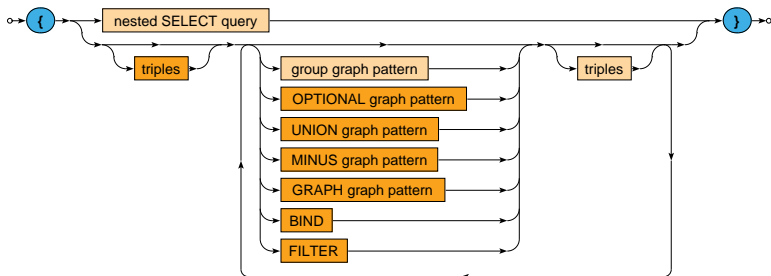 { nested SELECT query }
triples group graph pattern triples
OPTIONAL graph pattern
UNION graph pattern
MINUS graph pattern
GRAPH graph pattern
BIND
FILTER